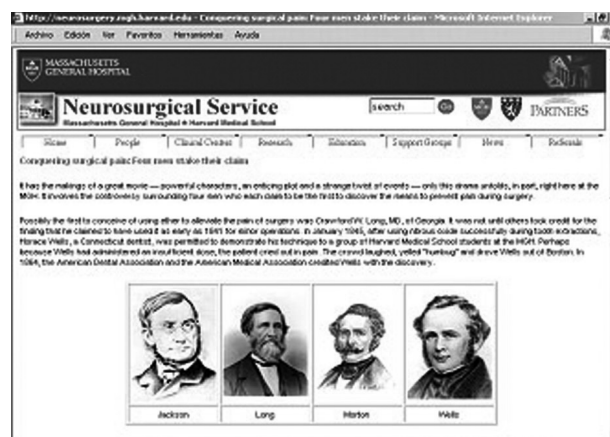 http://neurosurgery.mgh.harvard.edu - Conquering surgical pain: Four men stake their claim - Microsoft Internet Explorer
Archivo Edición Ver Favoritos Herramientas Ayuda
MASSACHUSETTS
GENERAL HOSPITAL
Neurosurgical Service
Massachusetts General Hospital Harvard Medical School
search Go PARTNERS
Home People Clinical Centers Research Education Support Groups News Referrals
Conquering surgical pain: Four men stake their claim
It has the makings of a great movie — powerful characters, an enticing plot and a strange twist of events — only this drama unfolds, in part, right here at the
MGH. It involves the controversy surrounding four men who each claim to be the first to discover the means to prevent pain during surgery.
Possibly the first to conceive of using ether to alleviate the pain of surgery was Crawford W. Long, MD, of Georgia. It was not until others took credit for the
finding that he claimed to have used it as early as 1841 for minor operations. In January 1845, after using nitrous oxide successfully during tooth extractions,
Horace Wells, a Connecticut dentist, was permitted to demonstrate his technique to a group of Harvard Medical School students at the MGH. Perhaps
because Wells had administered an insufficient dose, the patient cried out in pain. The crowd laughed, yelled "humbug" and drove Wells out of Boston. In
1864, the American Dental Association and the American Medical Association credited Wells with the discovery.
Jackson Long Morton Wells